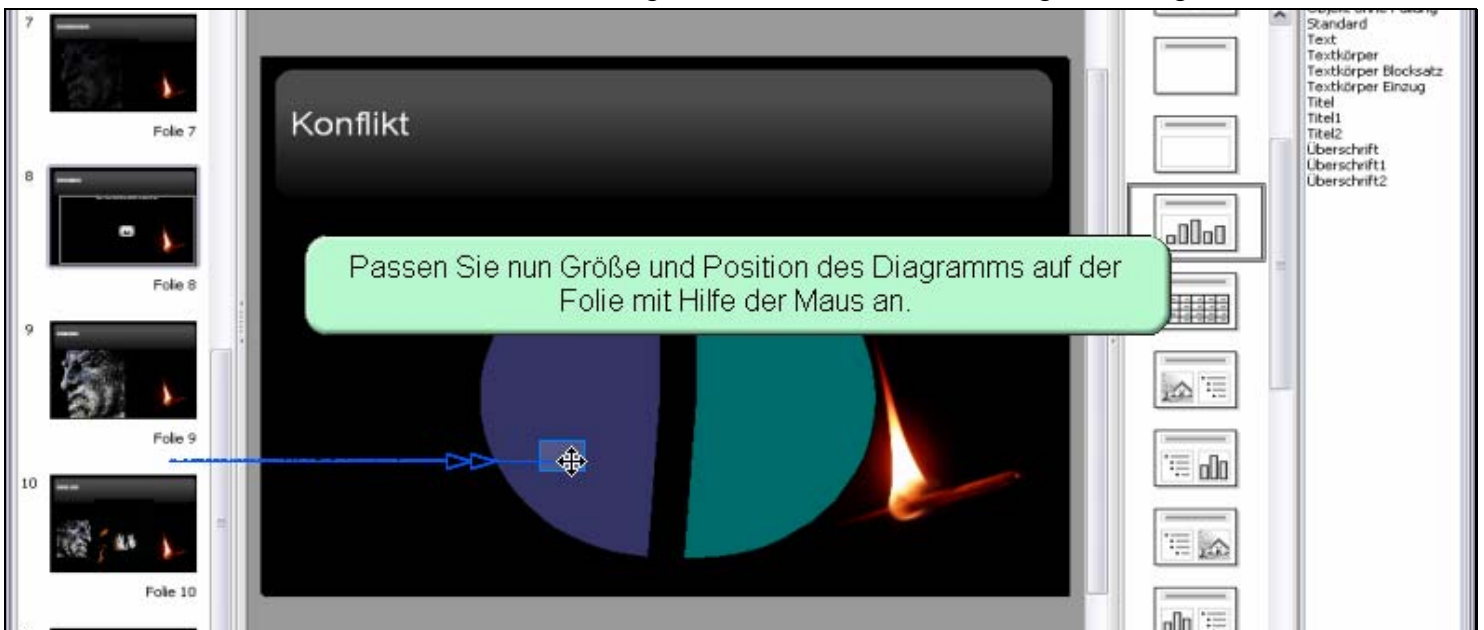 7
Folie 7
8
Folie 8
9
Folie 9
10
Folie 10
Konflikt
Passen Sie nun Größe und Position des Diagramms auf der
Folie mit Hilfe der Maus an.
Standard
Text
Textkörper
Textkörper Blocksatz
Textkörper Einzug
Titel
Titel1
Titel2
Überschrift
Überschrift1
Überschrift2